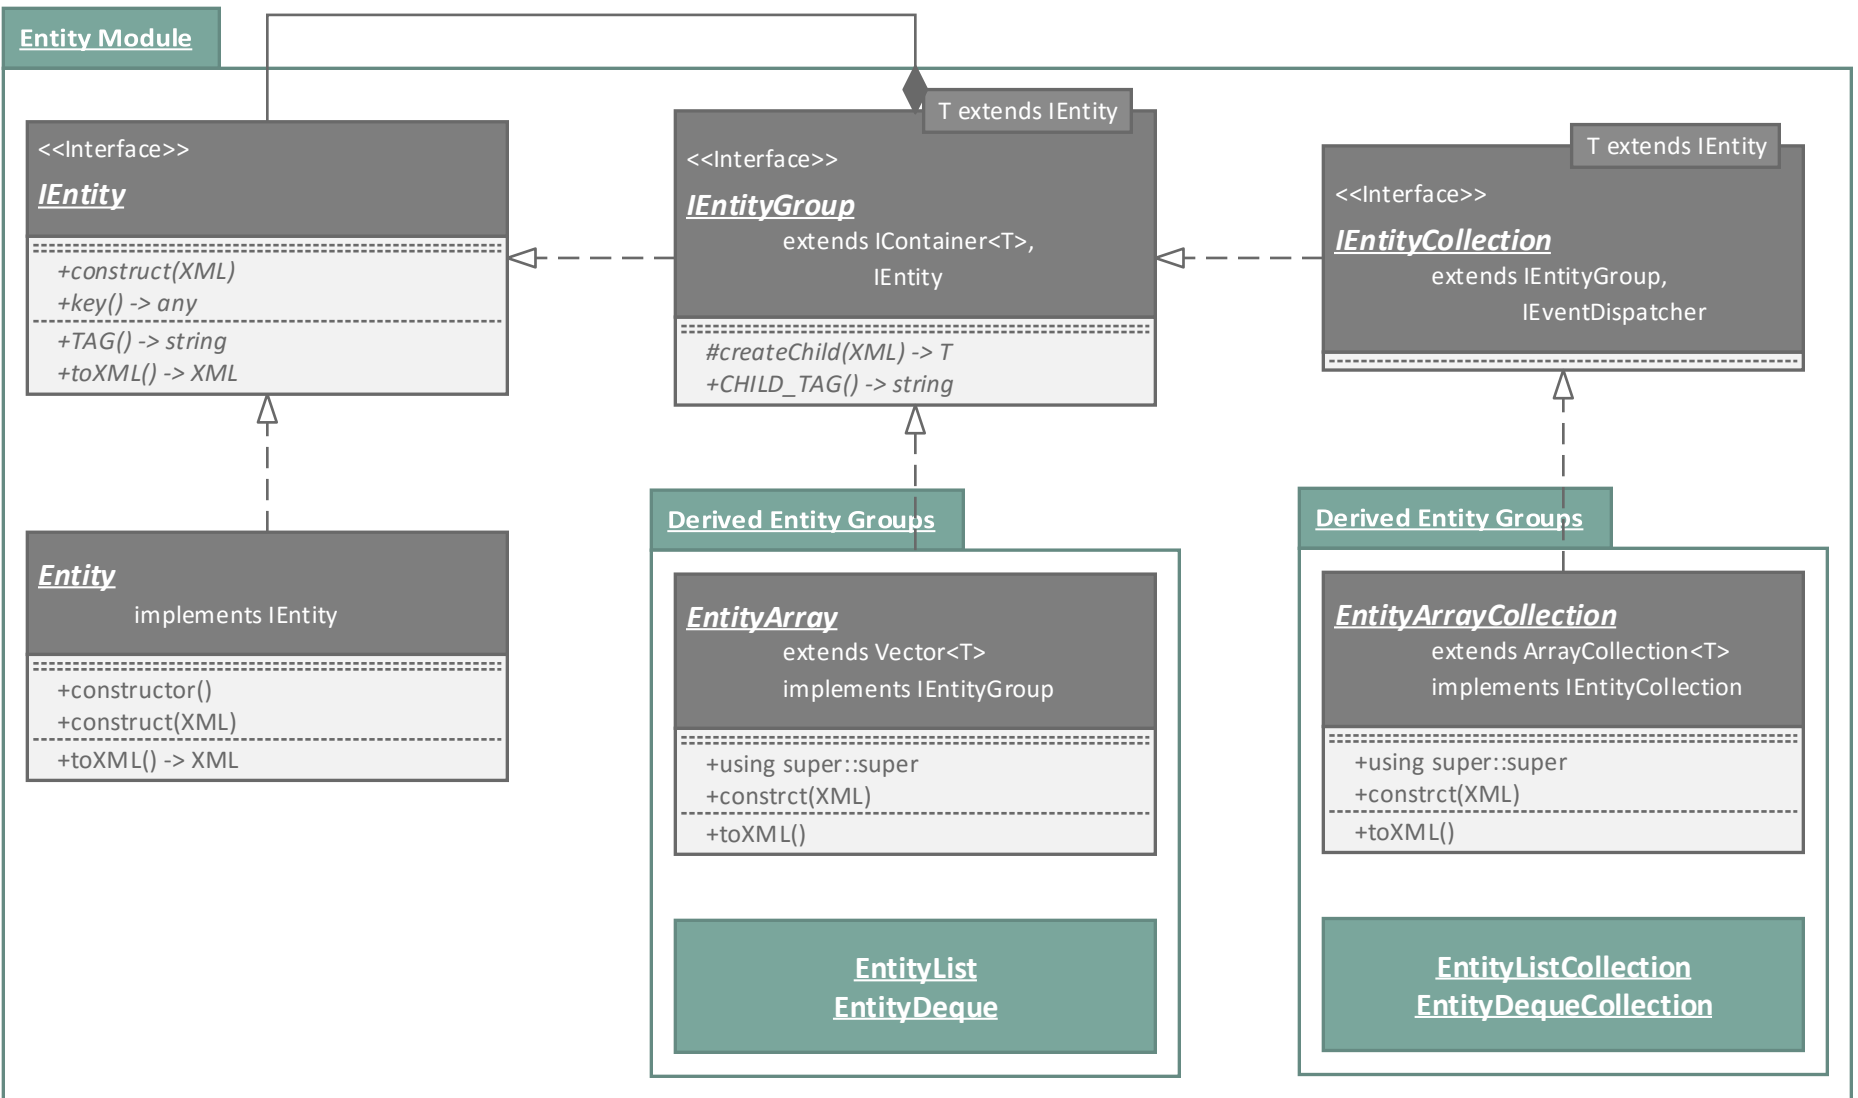 Entity Module
<<Interface>>
IEntity
+construct(XML)
+key() -> any
+TAG() -> string
+toXML() -> XML
T extends IEntity
<<Interface>>
IEntityGroup
extends IContainer<T>,
IEntity
#createChild(XML) -> T
+CHILD_TAG() -> string
T extends IEntity
<<Interface>>
IEntityCollection
extends IEntityGroup,
IEventDispatcher
Entity
implements IEntity
+constructor()
+construct(XML)
+toXML() -> XML
Derived Entity Groups
EntityArray
extends Vector<T>
implements IEntityGroup
+using super::super
+constrct(XML)
+toXML()
EntityList
EntityDeque
Derived Entity Groups
EntityArrayCollection
extends ArrayCollection<T>
implements IEntityCollection
+using super::super
+constrct(XML)
+toXML()
EntityListCollection
EntityDequeCollection